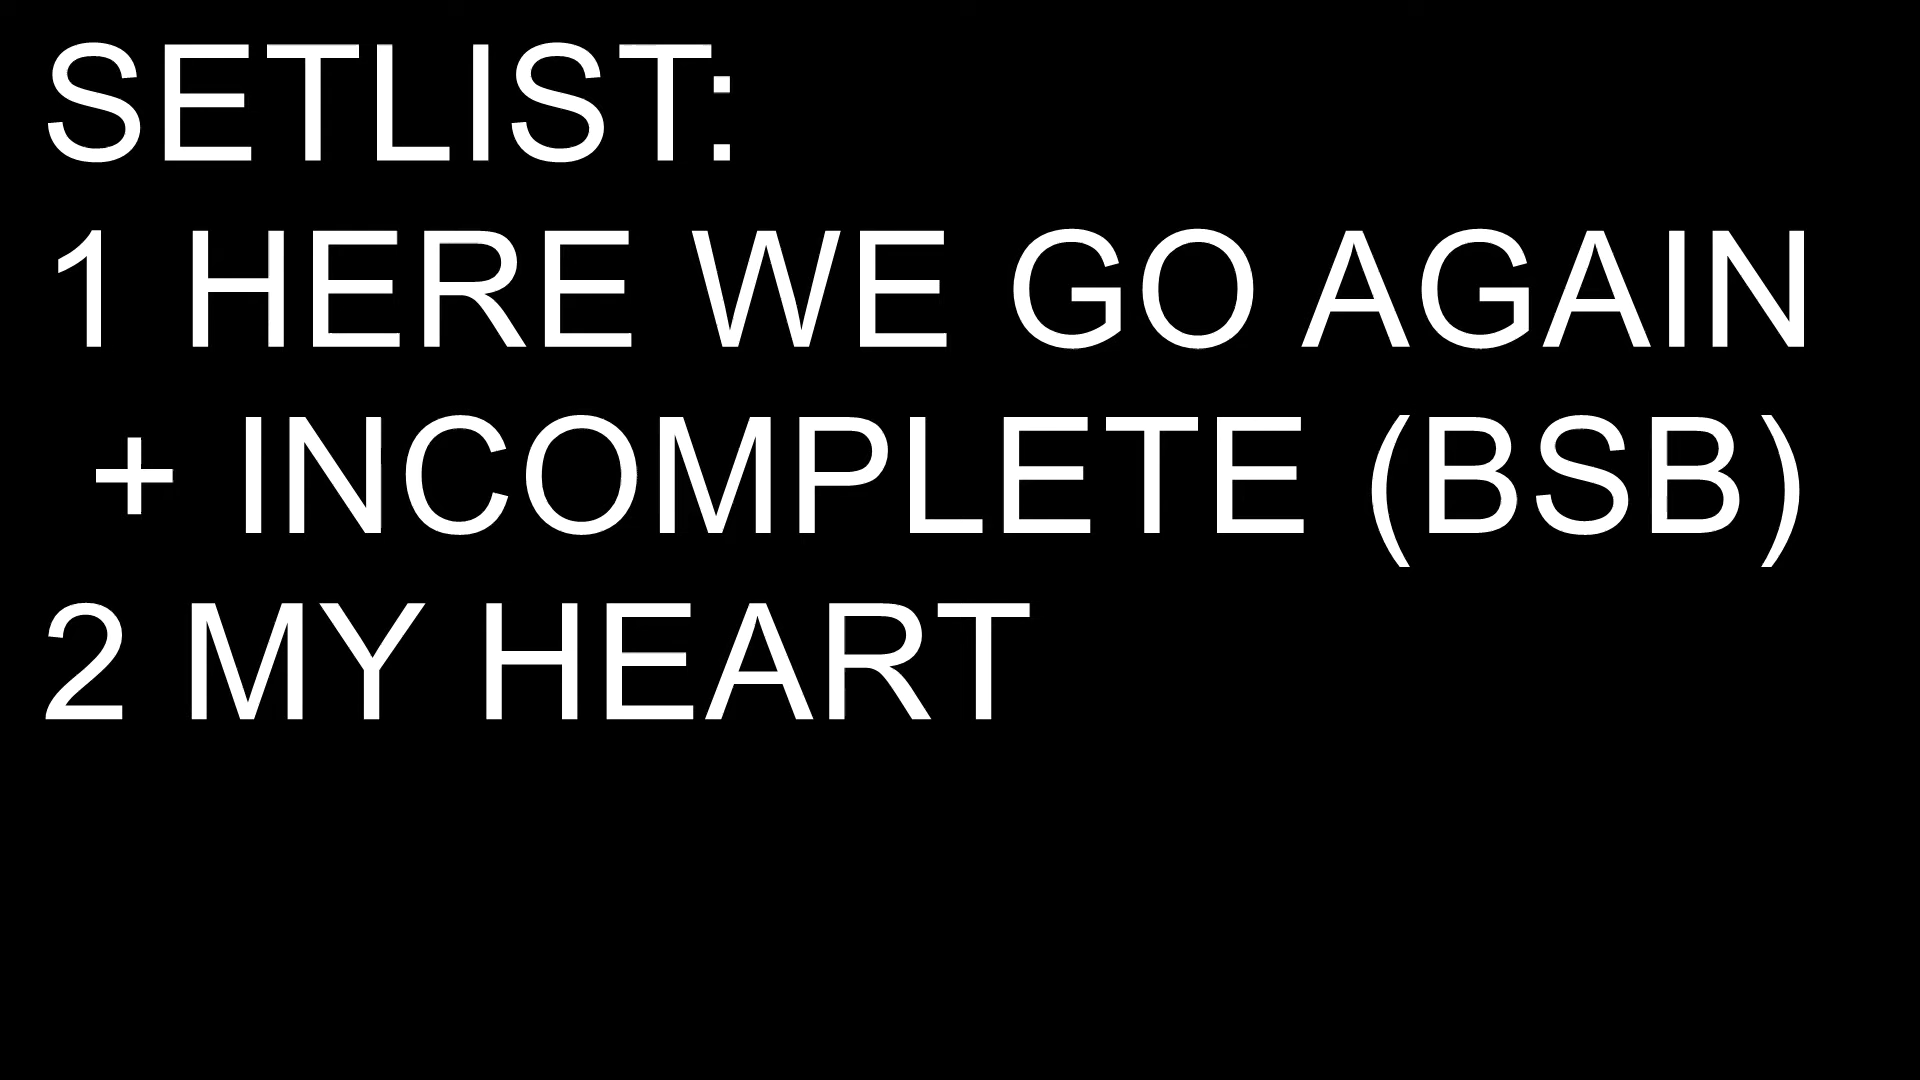 SETLIST:
1 HERE WE GO AGAIN
+ INCOMPLETE (BSB)
2 MY HEART